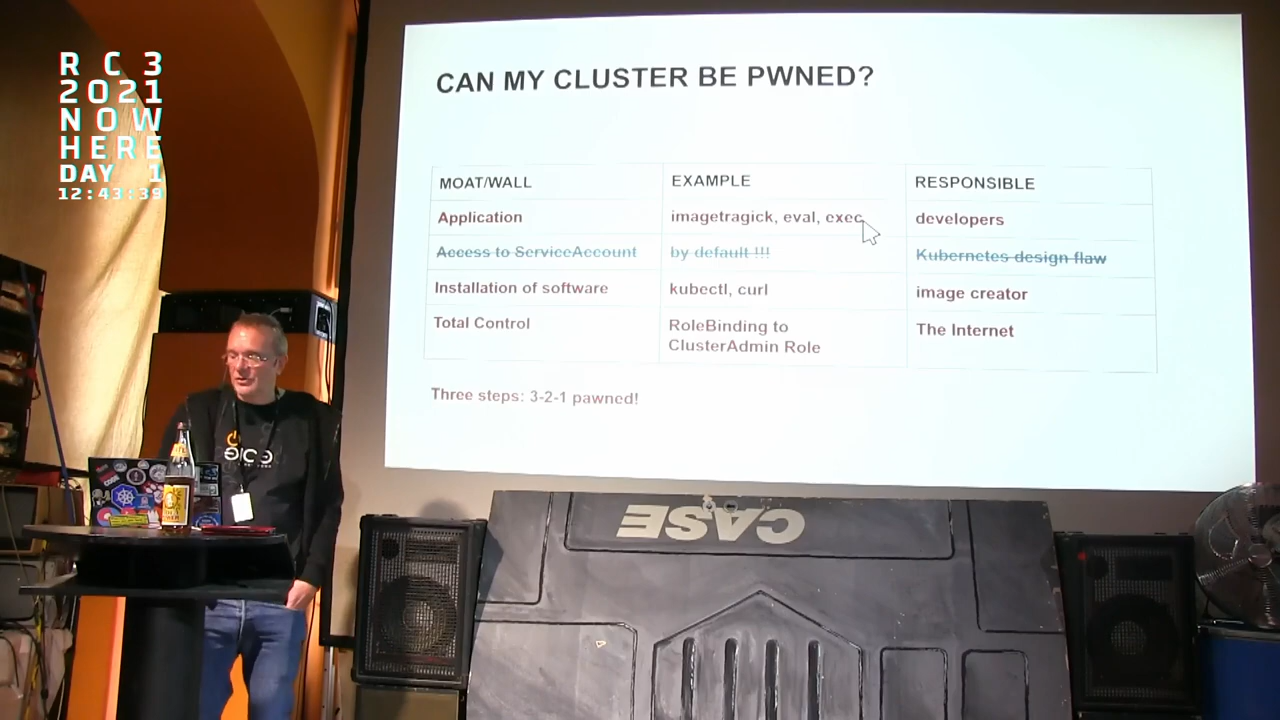 R C 3
2021
NOW
HERE
DAY 1
12:43:39
CAN MY CLUSTER BE PWNED?
MOAT/WALL EXAMPLE RESPONSIBLE
Application imagetragick, eval, exec developers
Access to ServiceAccount by default !!! Kubernetes design flaw
Installation of software kubectl, curl image creator
Total Control RoleBinding to The Internet
ClusterAdmin Role
Three steps: 3-2-1 pawned!
CASE